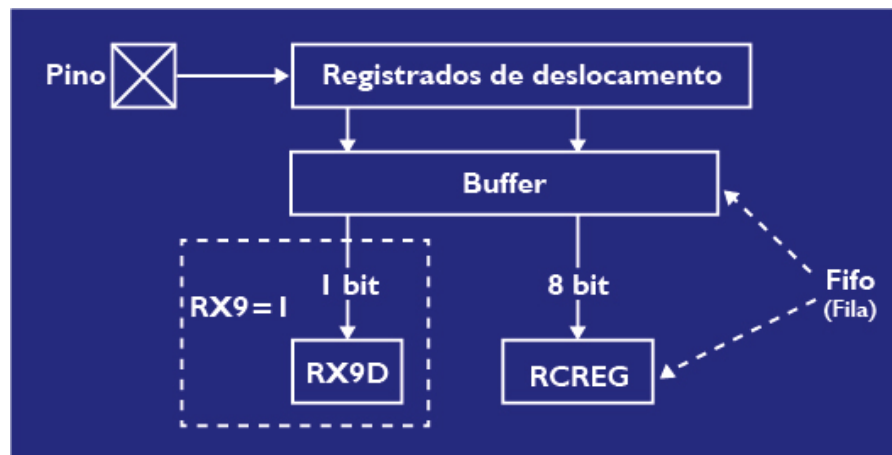 Pino
Registrados de deslocamento
Buffer
1 bit
8 bit
RX9=1
Fifo
(Fila)
RX9D
RCREG